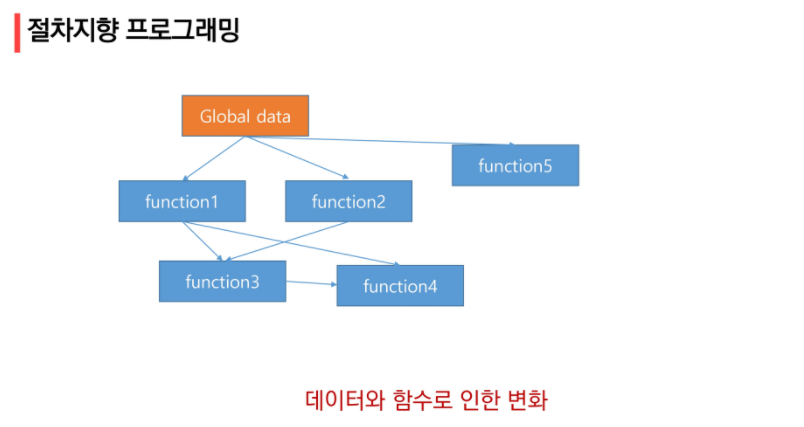 절차지향 프로그래밍
Global data
function5
function1
function2
function3
function4
데이터와 함수로 인한 변화